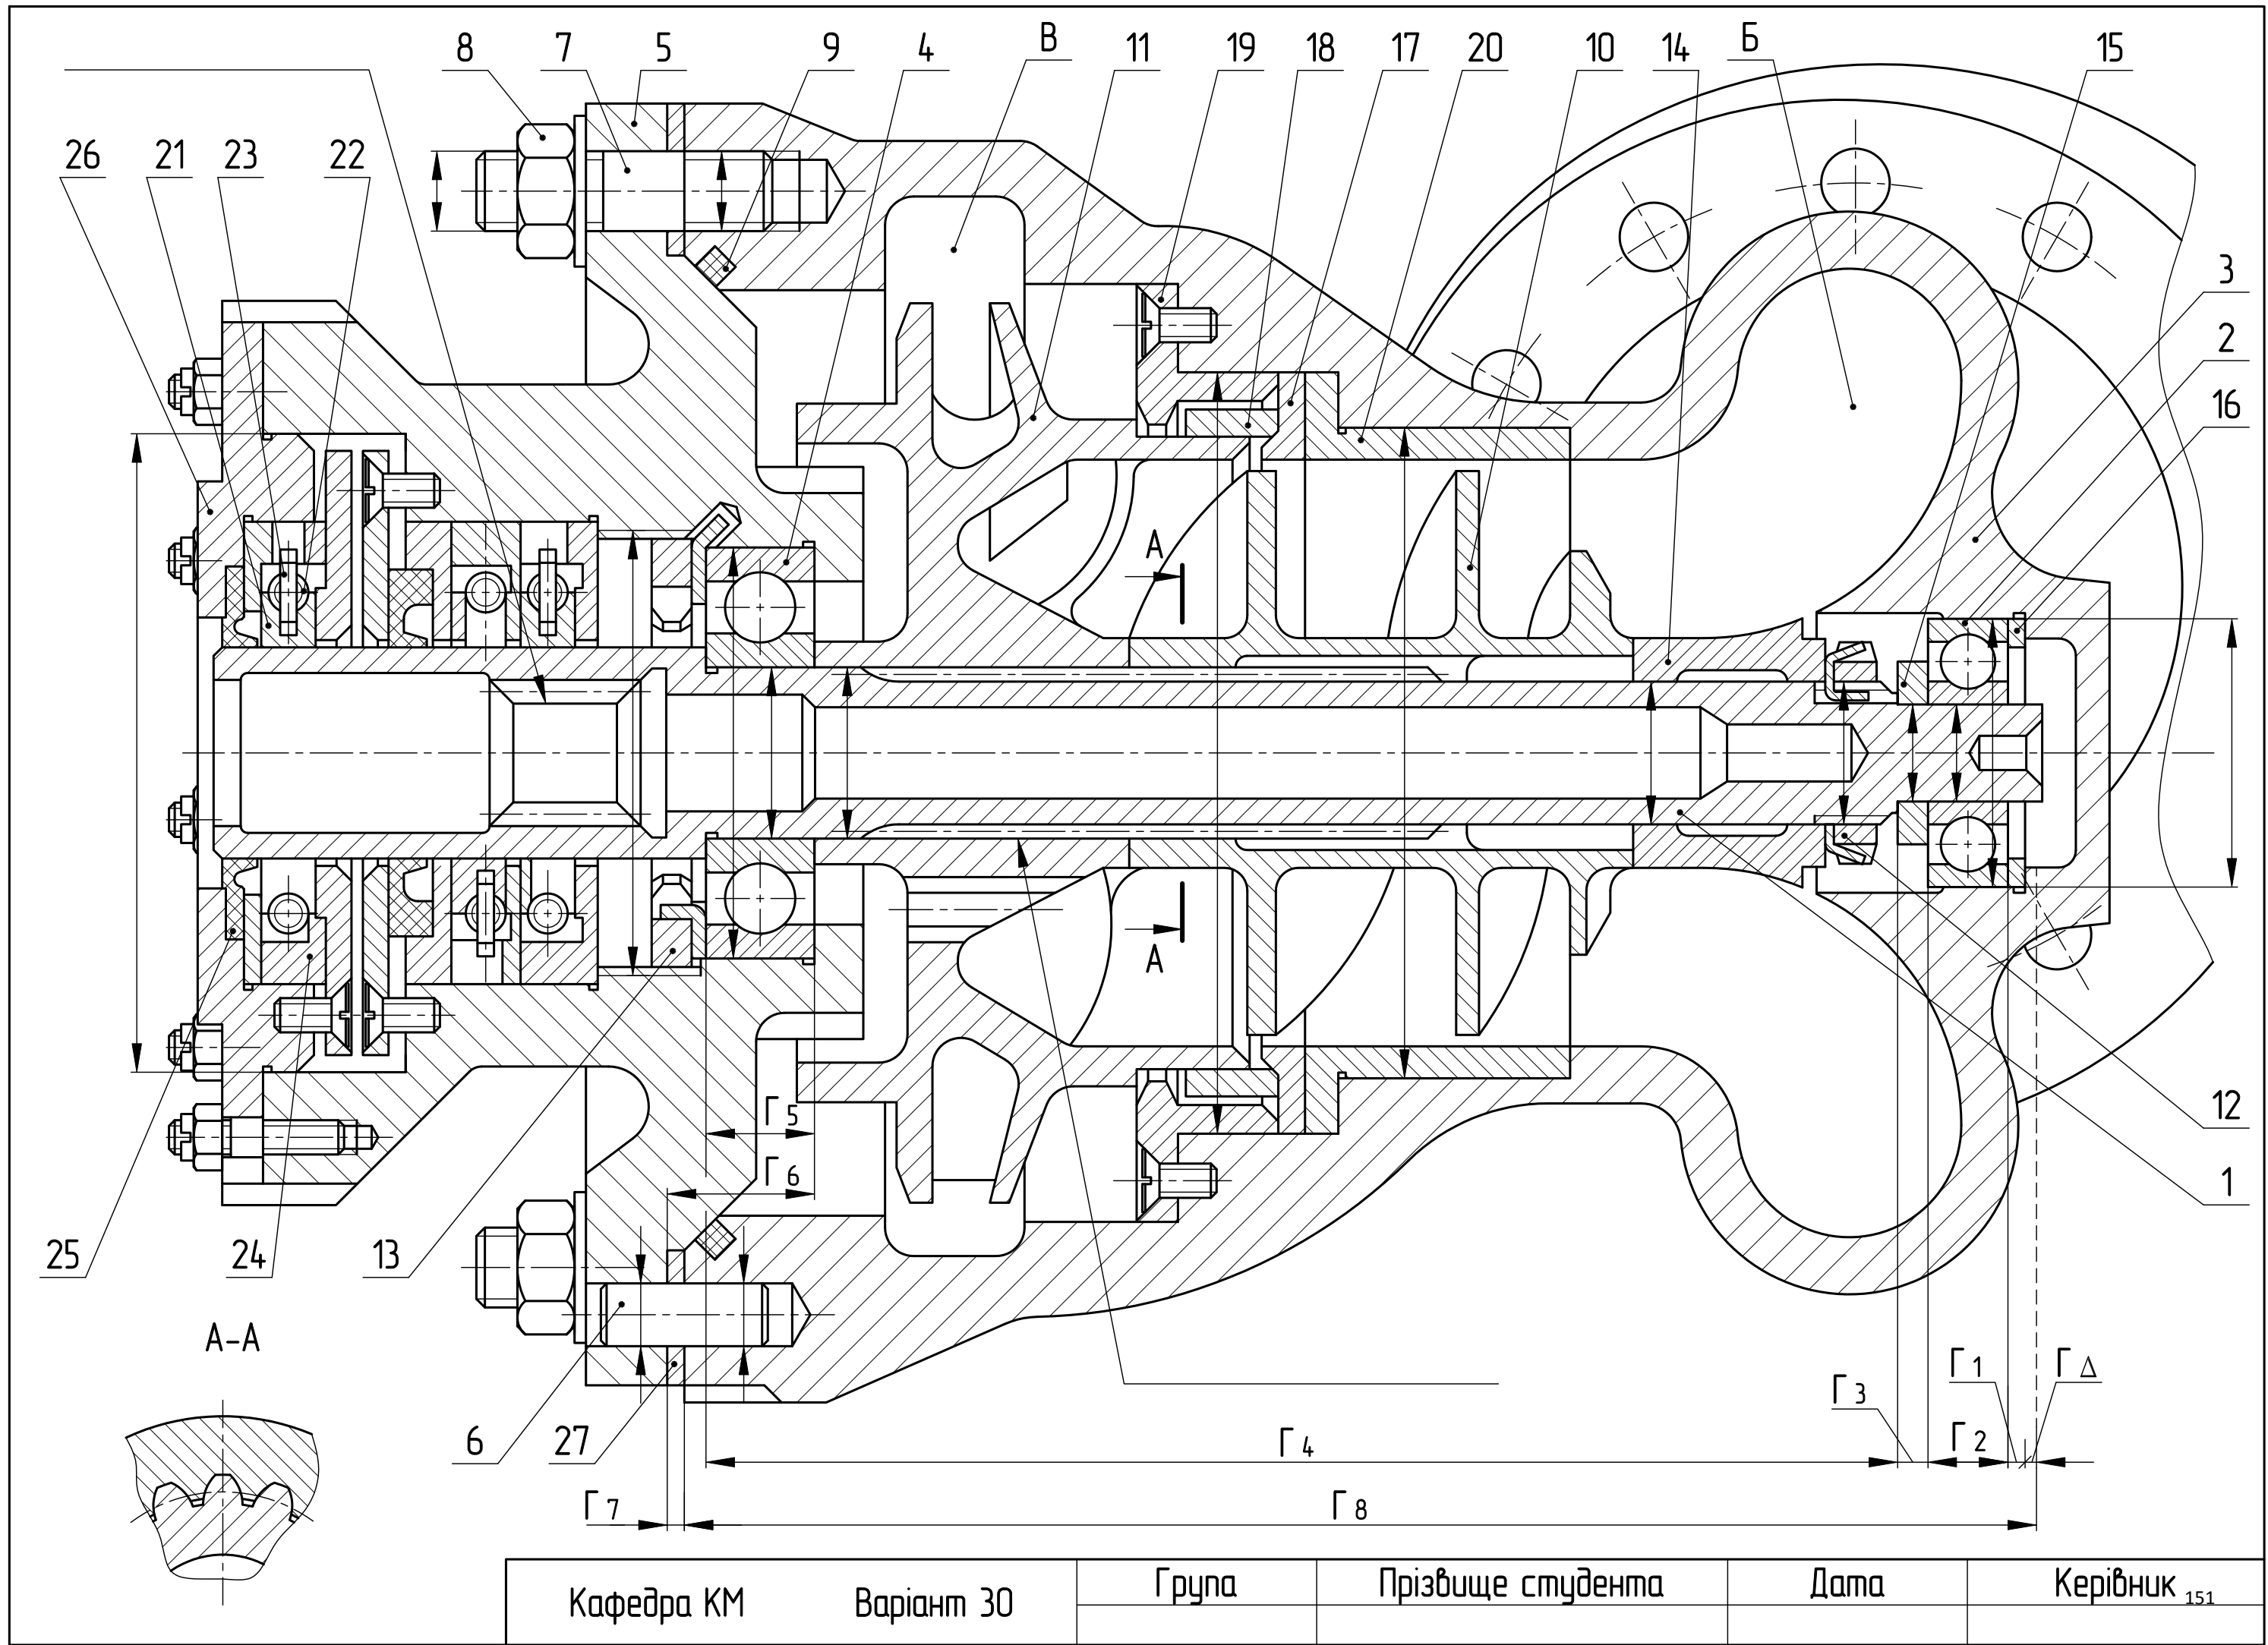 8 7 5 9 4 В 11 19 18 17 20 10 14 Б 15
26 21 23 22
3
2
16
А
А
12
1
Г5
Г6
25 24 13
А-А
Г1 ГΔ
Г3
6 27 Г4 Г2
Г7 Г8
Кафедра КМ Варіант 30 Група Прізвище студента Дата Керівник 151